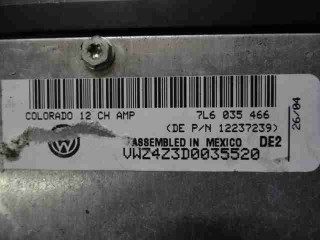 COLORADO 12 CH AMP 7L6 035 466
(DE P/N 12237239)
ASSEMBLED IN MEXICO DE2
VWZ4Z3D0035520
26/04